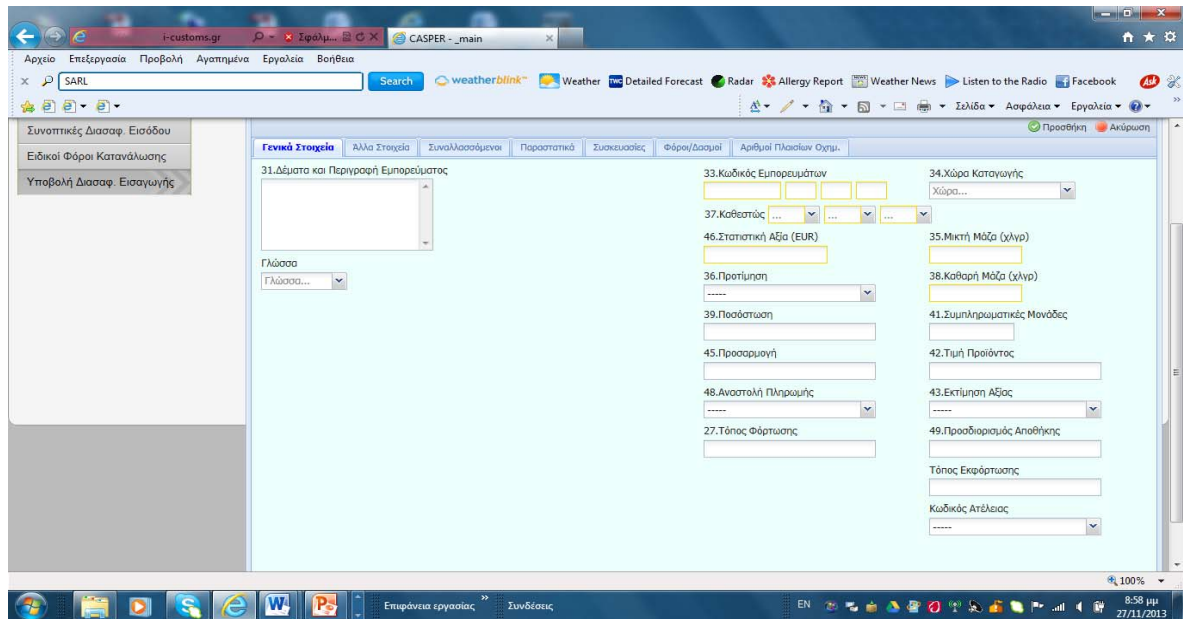 i-customs.gr
Σφάλμ...
CASPER - _main
Αρχείο Επεξεργασία Προβολή Αγαπημένα Εργαλεία Βοήθεια
x SARL Search weatherblink Weather TWC Detailed Forecast Radar Allergy Report Weather News Listen to the Radio Facebook Ask
Σελίδα Ασφάλεια Εργαλεία
Συνοπτικές Διασαφ. Εισόδου
Ειδικοί Φόροι Κατανάλωσης
Υποβολή Διασαφ. Εισαγωγής
Προσθήκη Ακύρωση
Γενικά Στοιχεία Άλλα Στοιχεία Συναλλασσόμενοι Παραστατικά Συσκευασίες Φόροι/Δασμοί Αριθμοί Πλαισίων Οχημ.
31.Δέματα και Περιγραφή Εμπορεύματος
Γλώσσα
Γλώσσα...
33.Κωδικός Εμπορευμάτων
34.Χώρα Καταγωγής
Χώρα...
37.Καθεστώς ... ... ...
46.Στατιστική Αξία (EUR)
35.Μικτή Μάζα (χλγρ)
36.Προτίμηση
-----
38.Καθαρή Μάζα (χλγρ)
39.Ποσόστωση
41.Συμπληρωματικές Μονάδες
45.Προσαρμογή
42.Τιμή Προϊόντος
48.Αναστολή Πληρωμής
-----
43.Εκτίμηση Αξίας
-----
27.Τόπος Φόρτωσης
49.Προσδιορισμός Αποθήκης
Τόπος Εκφόρτωσης
Κωδικός Ατέλειας
-----
100%
Επιφάνεια εργασίας Συνδέσεις EN 8:58 μμ
27/11/2013